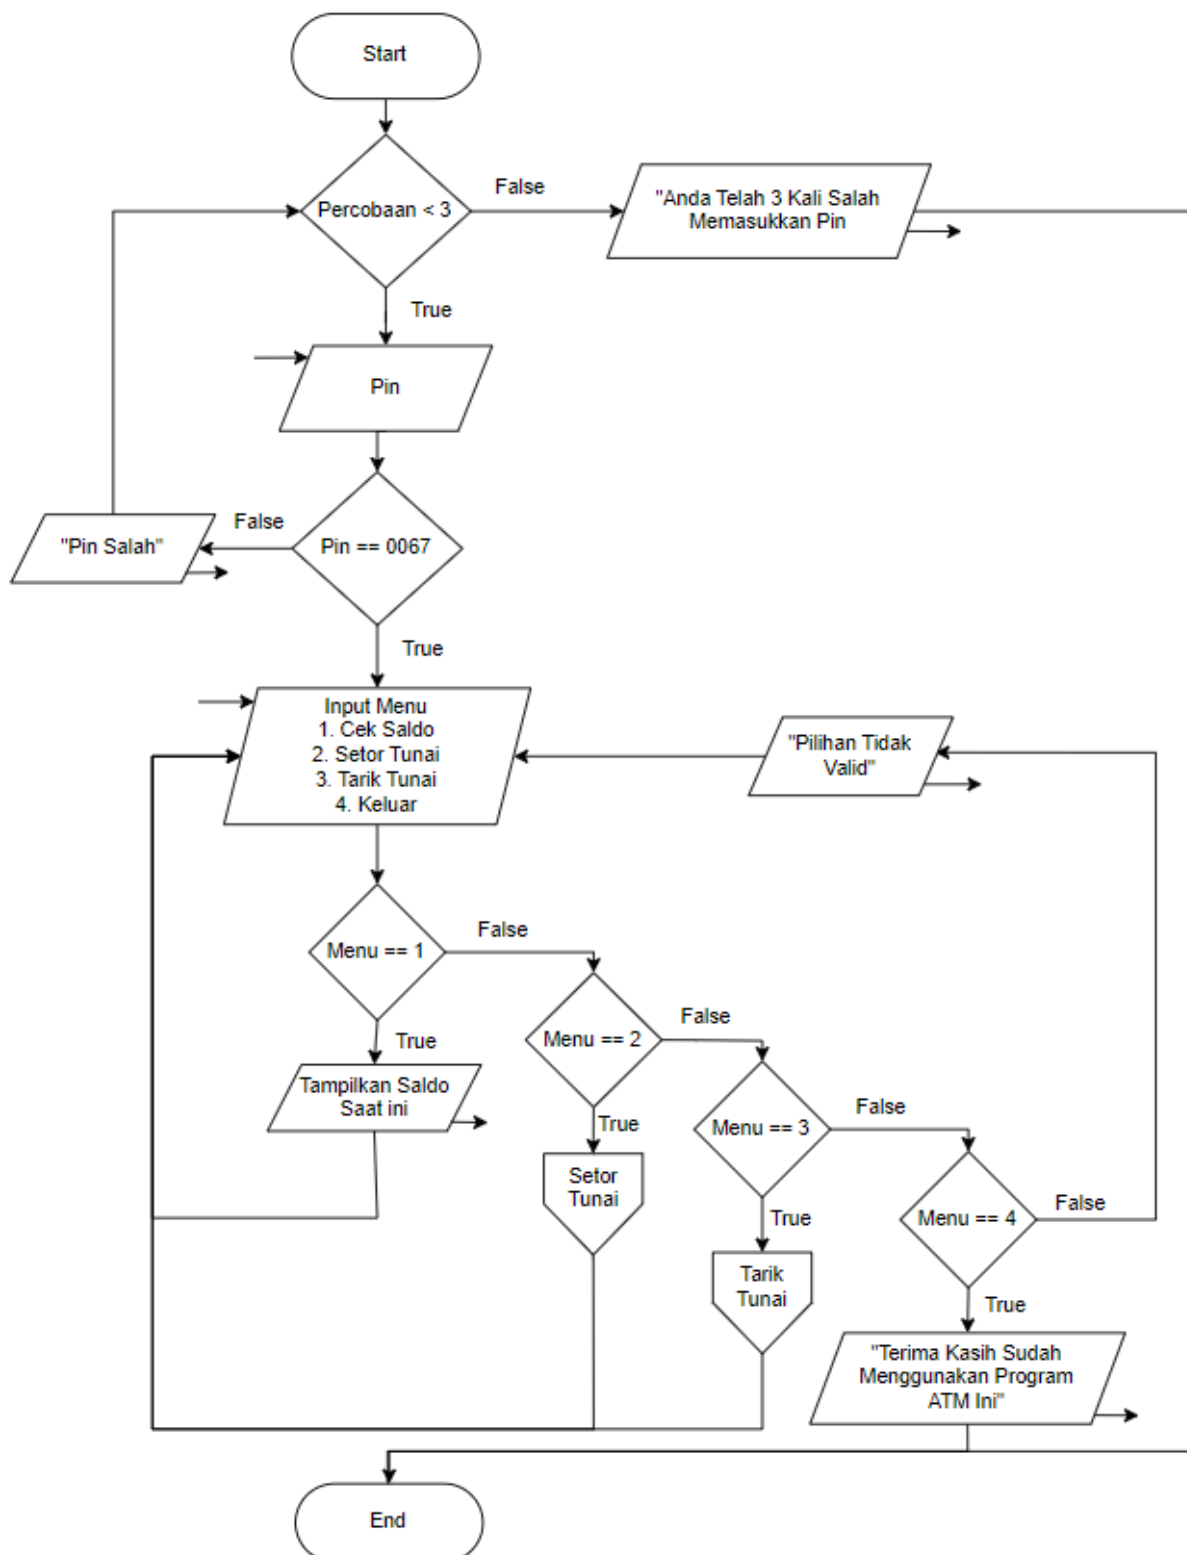 Start
Percobaan < 3
False
"Anda Telah 3 Kali Salah
Memasukkan Pin
True
Pin
Pin == 0067
False
"Pin Salah"
True
Input Menu
1. Cek Saldo
2. Setor Tunai
3. Tarik Tunai
4. Keluar
"Pilihan Tidak
Valid"
Menu == 1
False
True
Tampilkan Saldo
Saat ini
Menu == 2
False
True
Setor
Tunai
Menu == 3
False
True
Tarik
Tunai
Menu == 4
False
True
"Terima Kasih Sudah
Menggunakan Program
ATM Ini"
End